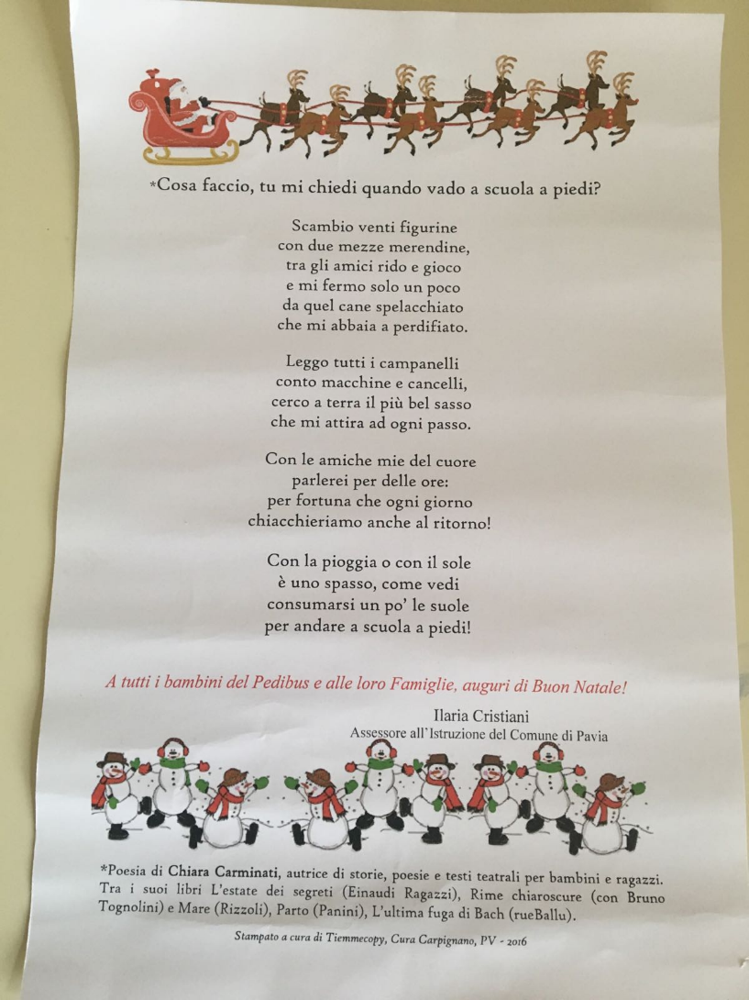 *Cosa faccio, tu mi chiedi quando vado a scuola a piedi?
Scambio venti figurine
con due mezze merendine,
tra gli amici rido e gioco
e mi fermo solo un poco
da quel cane spelacchiato
che mi abbaia a perdifiato.
Leggo tutti i campanelli
conto macchine e cancelli,
cerco a terra il più bel sasso
che mi attira ad ogni passo.
Con le amiche mie del cuore
parlerei per delle ore:
per fortuna che ogni giorno
chiacchieriamo anche al ritorno!
Con la pioggia o con il sole
è uno spasso, come vedi
consumarsi un po' le suole
per andare a scuola a piedi!
A tutti i bambini del Pedibus e alle loro Famiglie, auguri di Buon Natale!
Ilaria Cristiani
Assessore all'Istruzione del Comune di Pavia
*Poesia di Chiara Carminati, autrice di storie, poesie e testi teatrali per bambini e ragazzi.
Tra i suoi libri L'estate dei segreti (Einaudi Ragazzi), Rime chiaroscure (con Bruno
Tognolini) e Mare (Rizzoli), Parto (Panini), L'ultima fuga di Bach (rueBallu).
Stampato a cura di Tiemmecopy, Cura Carpignano, PV - 2016